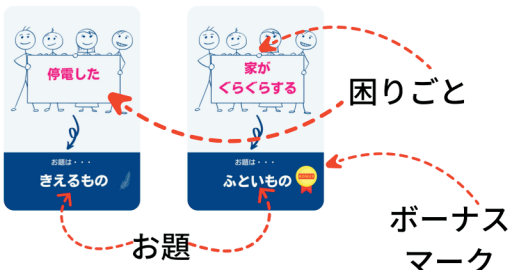 停電した
家が
ぐらぐらする
困りごと
お題は・・・
きえるもの
お題は・・・
ふといもの
お題
ボーナス
マーク